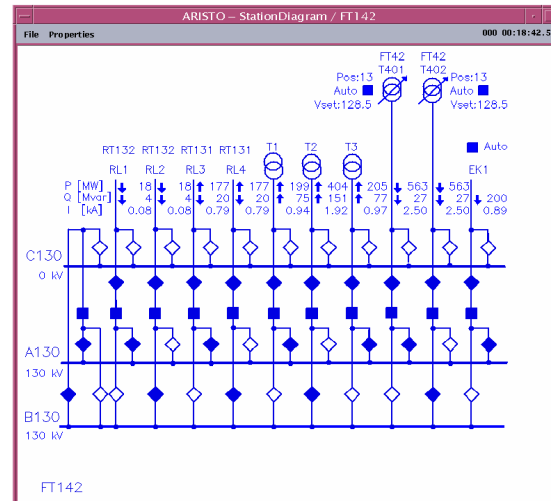 ARISTO – StationDiagram / FT142
File Properties 000 00:18:42.5
FT42 FT42
T401 T402
Pos:13 Pos:13
Auto Auto
Vset:128.5 Vset:128.5
RT132 RT132 RT131 RT131 T1 T2 T3 Auto
RL1 RL2 RL3 RL4 EK1
P [MW] 18 18 177 177 199 404 205 563 563
Q [Mvar] 4 4 20 20 75 151 77 27 27 200
I [kA] 0.08 0.08 0.79 0.79 0.94 1.92 0.97 2.50 2.50 0.89
C130
0 kV
A130
130 kV
B130
130 kV
FT142